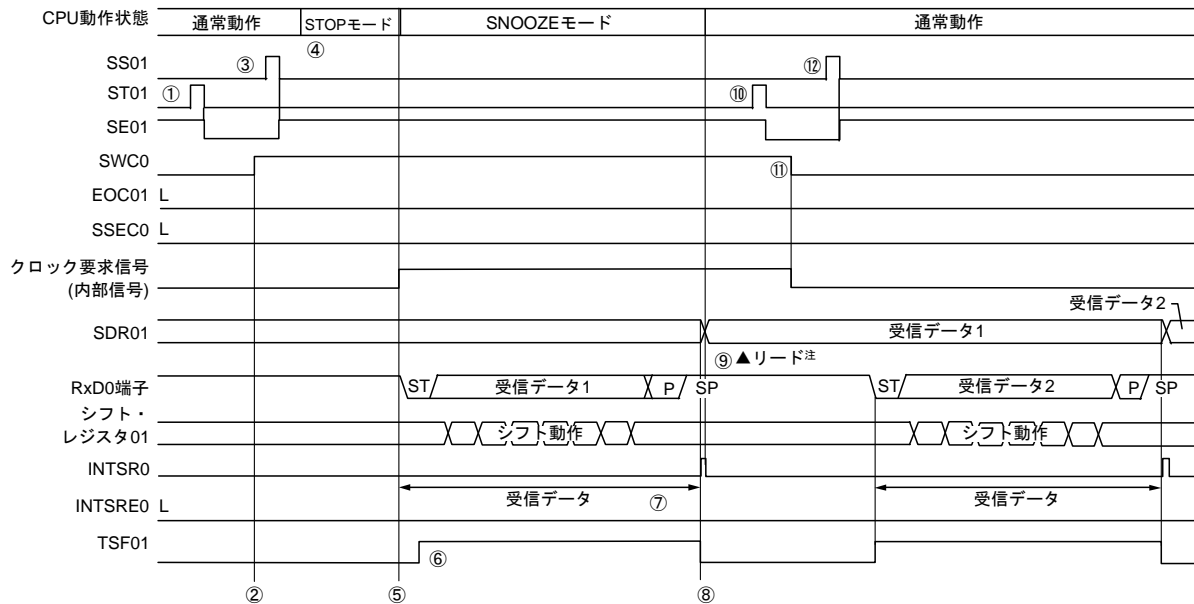 CPU動作状態 通常動作 STOPモード SNOOZEモード 通常動作
④
SS01 ③ ⑫
ST01 ① ⑩
SE01
SWC0 ⑪
EOC01 L
SSEC0 L
クロック要求信号
(内部信号)
受信データ2
SDR01 受信データ1
⑨ ▲リード注
RxD0端子 ST 受信データ1 P SP ST 受信データ2 P SP
シフト・
レジスタ01 シフト動作 シフト動作
INTSR0
受信データ ⑦ 受信データ
INTSRE0 L
TSF01 ⑥
② ⑤ ⑧